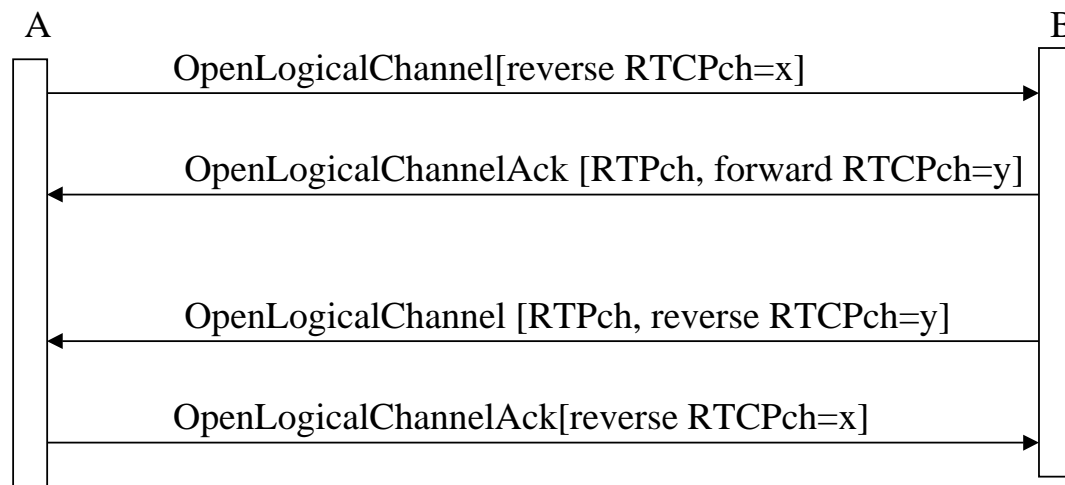 A
B
OpenLogicalChannel[reverse RTCPch=x]
OpenLogicalChannelAck [RTPch, forward RTCPch=y]
OpenLogicalChannel [RTPch, reverse RTCPch=y]
OpenLogicalChannelAck[reverse RTCPch=x]